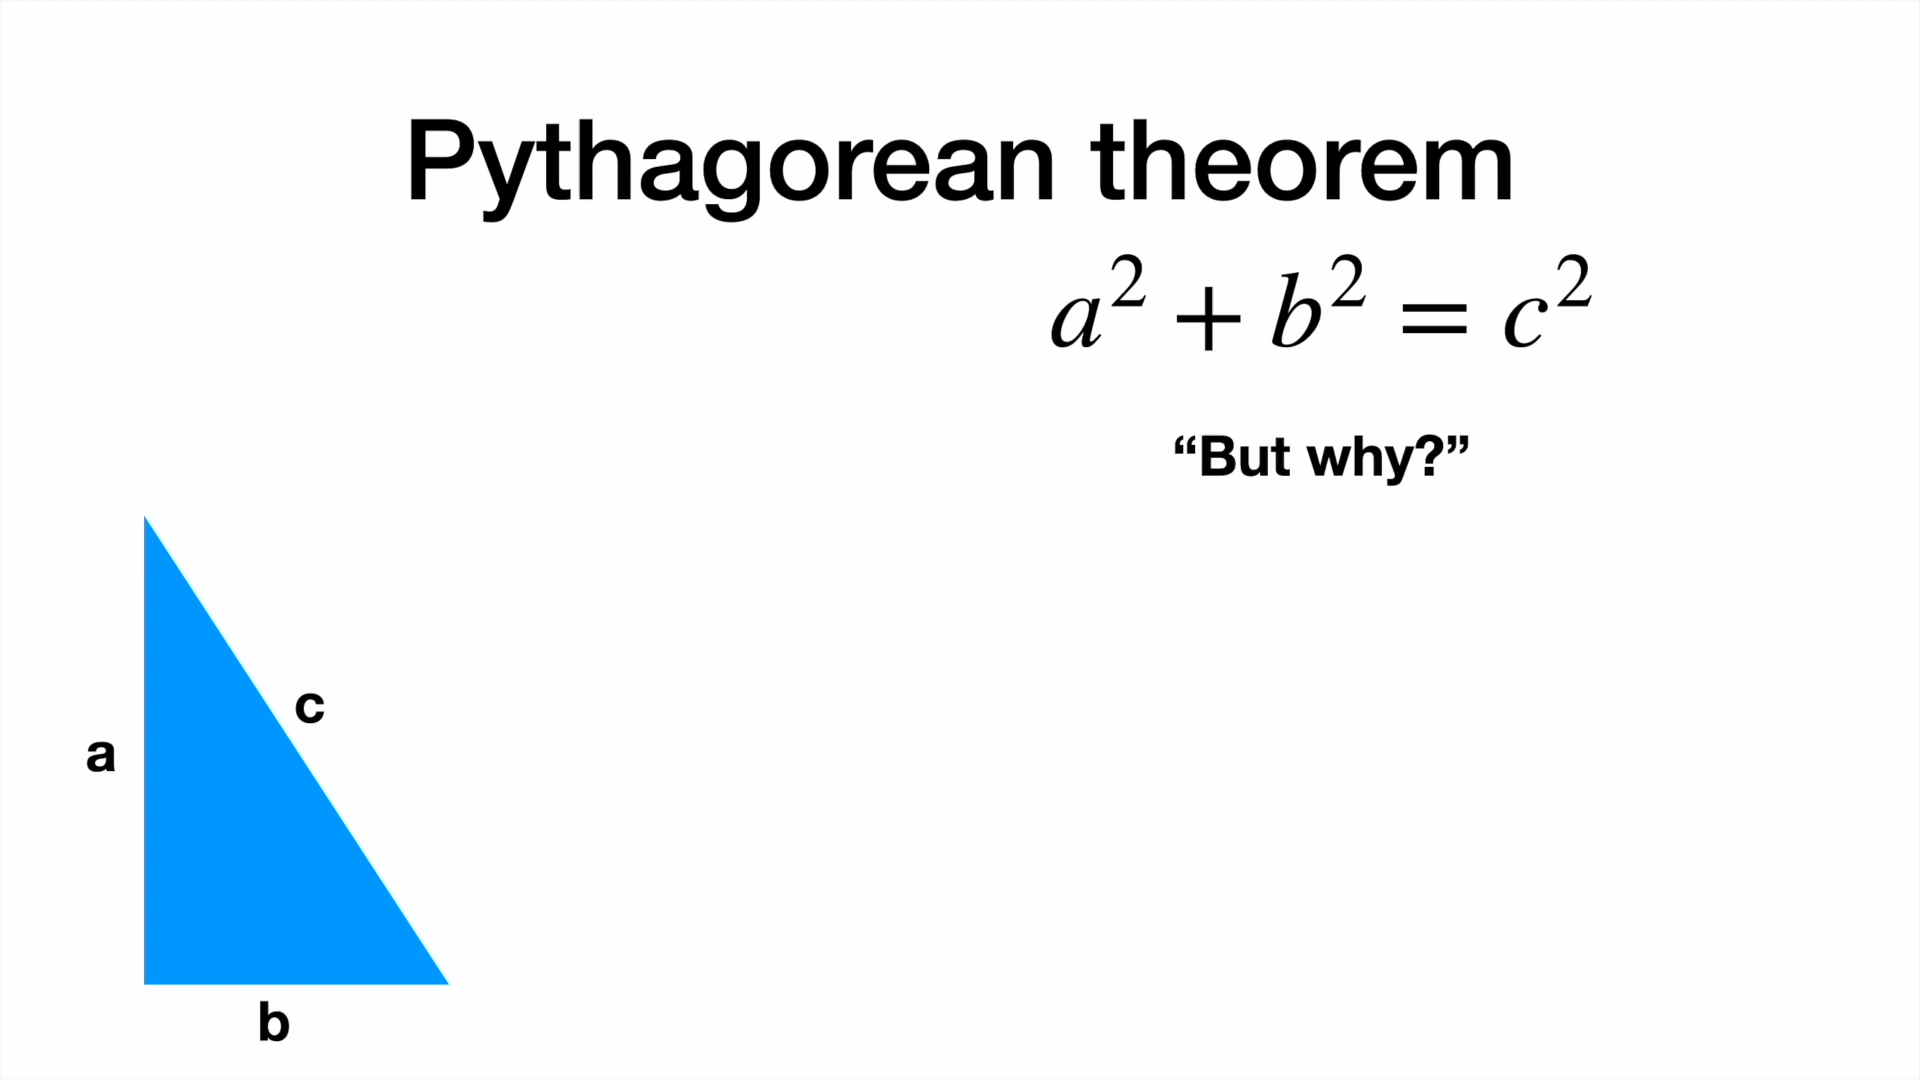 Pythagorean theorem
a² + b² = c²
“But why?”
c
a
b